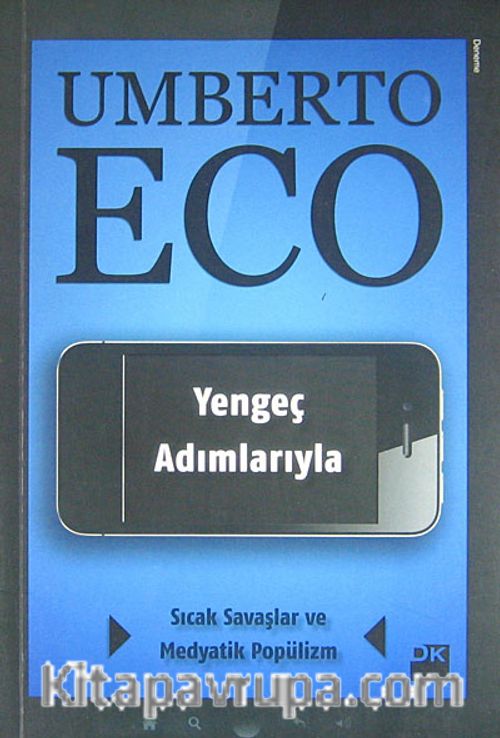 Deneme
UMBERTO
ECO
Yengeç
Adımlarıyla
Sıcak Savaşlar ve
Medyatik Popülizm
DK
kitapavrupa.com